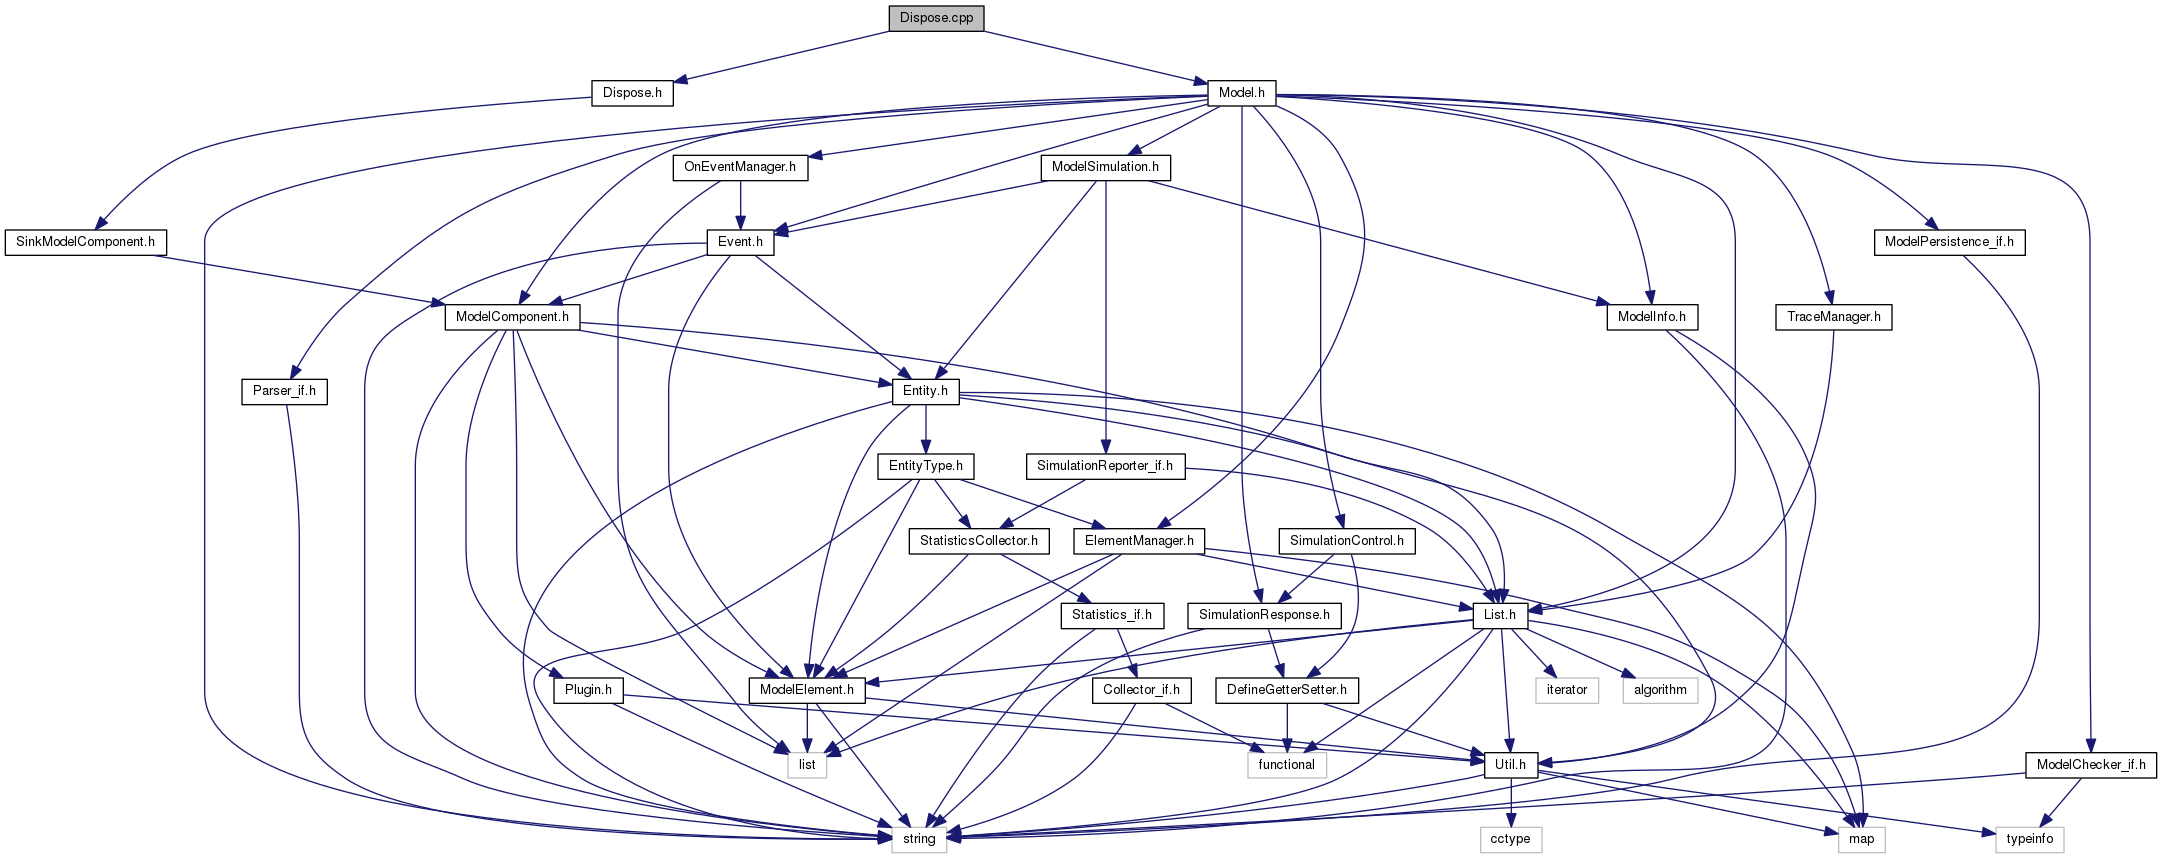 Dispose.cpp
Dispose.h
Model.h
OnEventManager.h
ModelSimulation.h
SinkModelComponent.h
Event.h
ModelPersistence_if.h
ModelComponent.h
ModelInfo.h
TraceManager.h
Parser_if.h
Entity.h
EntityType.h
SimulationReporter_if.h
StatisticsCollector.h
ElementManager.h
SimulationControl.h
Statistics_if.h
SimulationResponse.h
List.h
Plugin.h
ModelElement.h
Collector_if.h
DefineGetterSetter.h
iterator
algorithm
list
functional
Util.h
ModelChecker_if.h
string
cctype
map
typeinfo